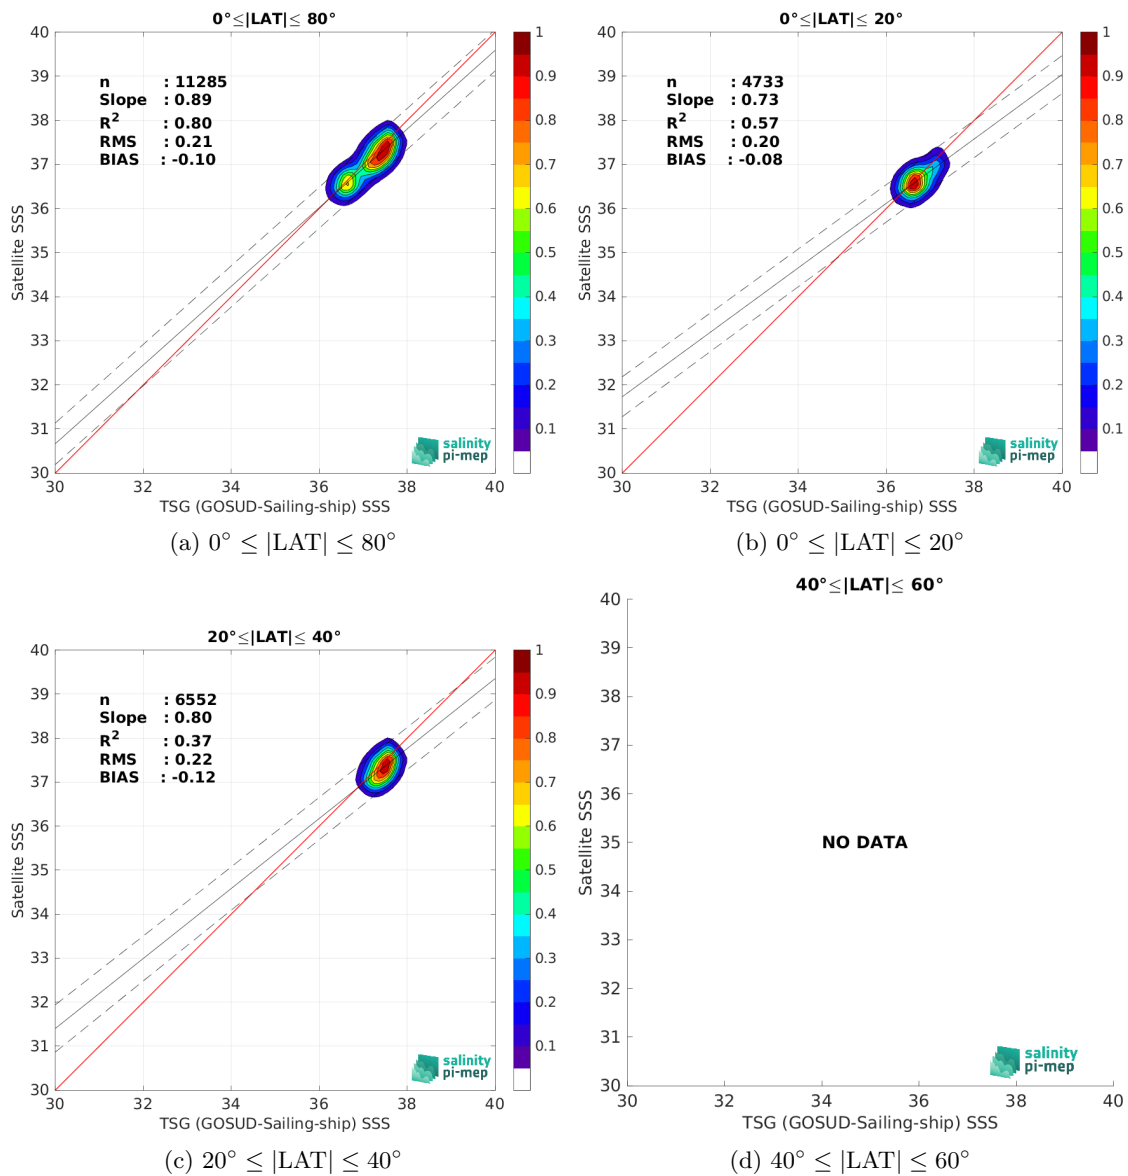 0°≤|LAT|≤ 80°
40
39
38
37
36
35
34
33
32
31
30
Satellite SSS
n : 11285
Slope : 0.89
R2 : 0.80
RMS : 0.21
BIAS : -0.10
salinity
pi-mep
30 32 34 36 38 40
TSG (GOSUD-Sailing-ship) SSS
1
0.9
0.8
0.7
0.6
0.5
0.4
0.3
0.2
0.1
(a) 0° ≤ |LAT| ≤ 80°
0°≤|LAT|≤ 20°
40
39
38
37
36
35
34
33
32
31
30
Satellite SSS
n : 4733
Slope : 0.73
R2 : 0.57
RMS : 0.20
BIAS : -0.08
salinity
pi-mep
30 32 34 36 38 40
TSG (GOSUD-Sailing-ship) SSS
1
0.9
0.8
0.7
0.6
0.5
0.4
0.3
0.2
0.1
(b) 0° ≤ |LAT| ≤ 20°
20°≤|LAT|≤ 40°
40
39
38
37
36
35
34
33
32
31
30
Satellite SSS
n : 6552
Slope : 0.80
R2 : 0.37
RMS : 0.22
BIAS : -0.12
salinity
pi-mep
30 32 34 36 38 40
TSG (GOSUD-Sailing-ship) SSS
1
0.9
0.8
0.7
0.6
0.5
0.4
0.3
0.2
0.1
(c) 20° ≤ |LAT| ≤ 40°
40°≤|LAT|≤ 60°
40
39
38
37
36
35
34
33
32
31
30
Satellite SSS
NO DATA
salinity
pi-mep
30 32 34 36 38 40
TSG (GOSUD-Sailing-ship) SSS
(d) 40° ≤ |LAT| ≤ 60°